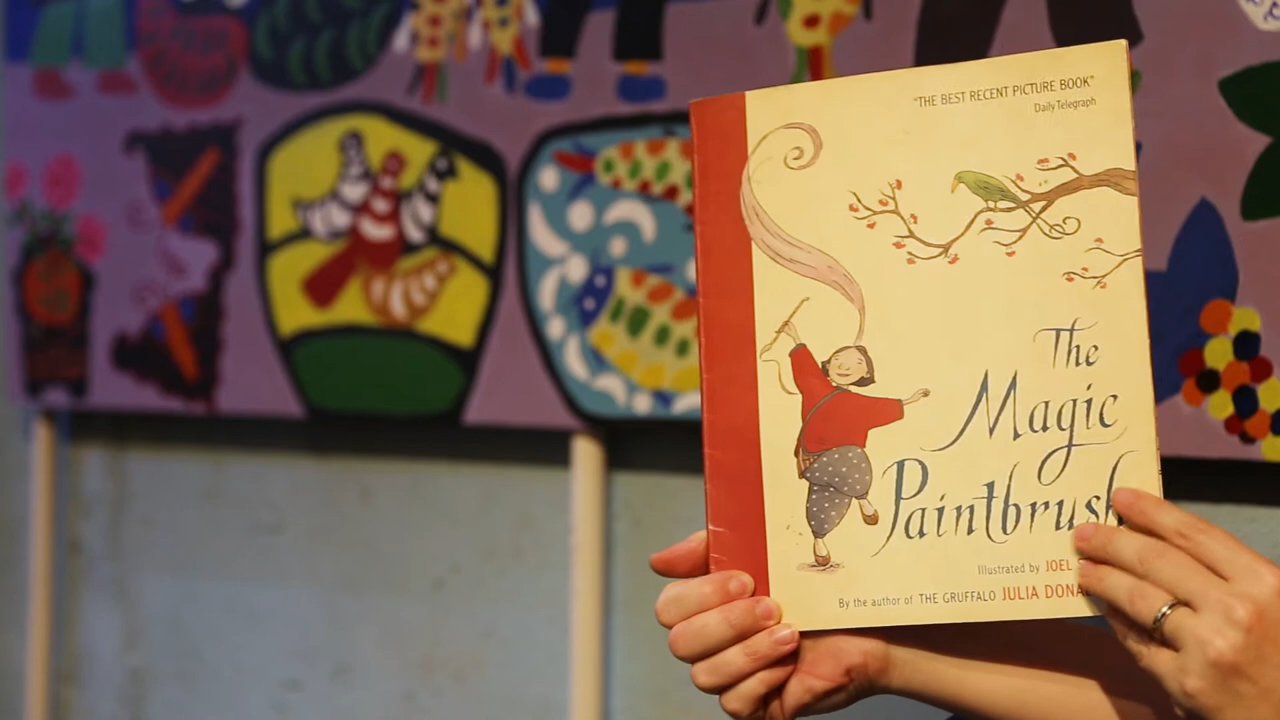 "THE BEST RECENT PICTURE BOOK"
Daily Telegraph
The
Magic
Paintbrush
Illustrated by JOEL
By the author of THE GRUFFALO JULIA